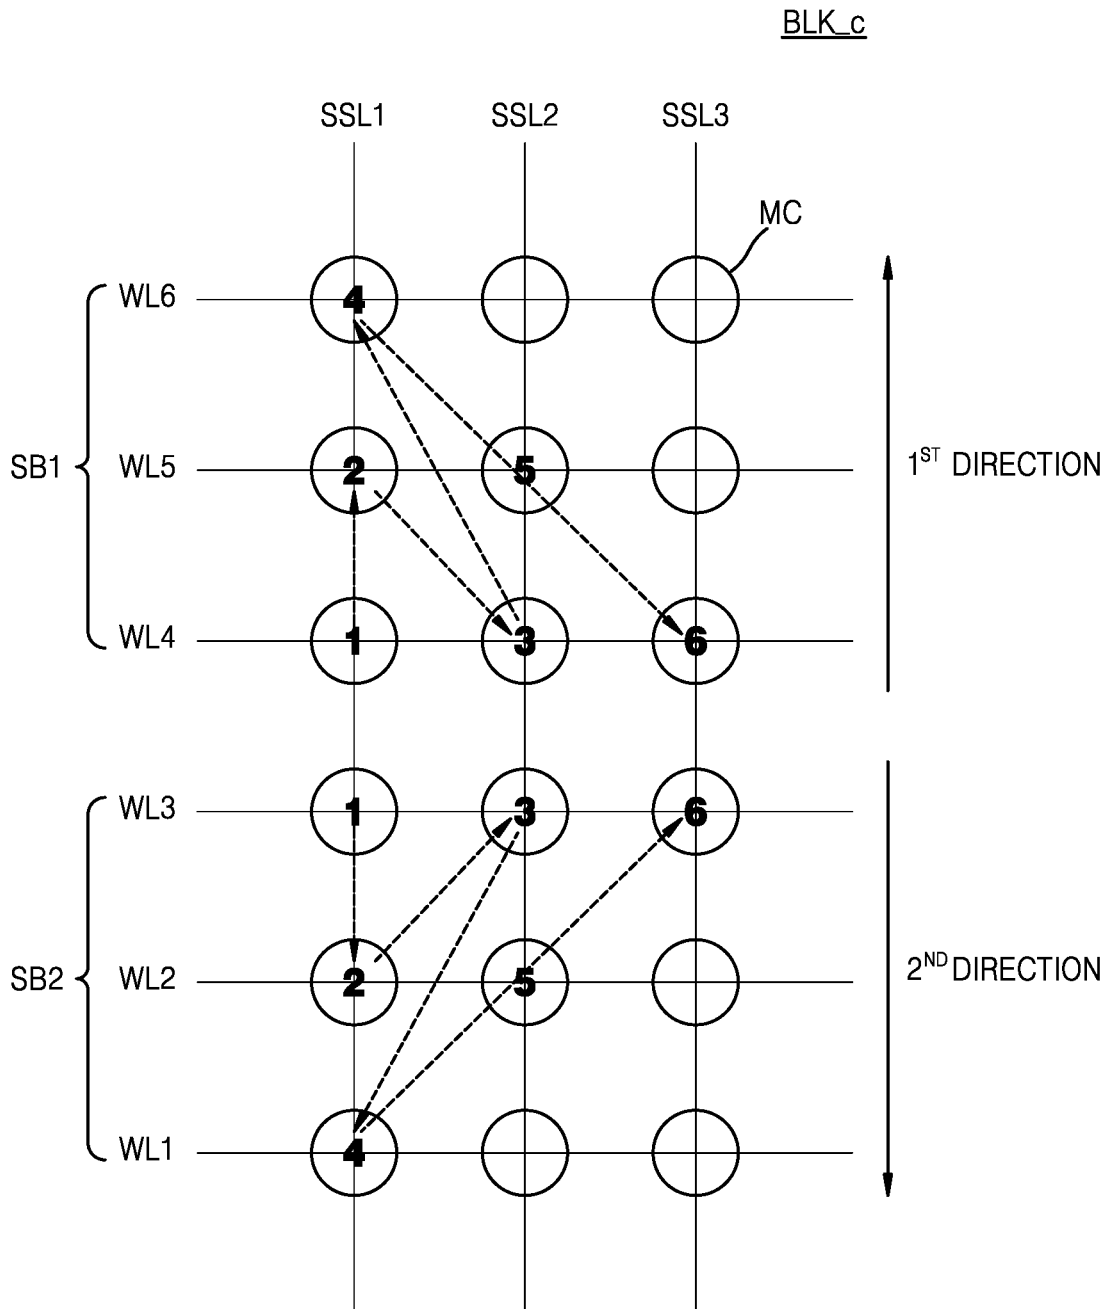 BLK_c
SSL1 SSL2 SSL3
MC
WL6 4
SB1 WL5 2 5 1ST DIRECTION
WL4 1 3 6
WL3 1 3 6
SB2 WL2 2 5 2ND DIRECTION
WL1 4